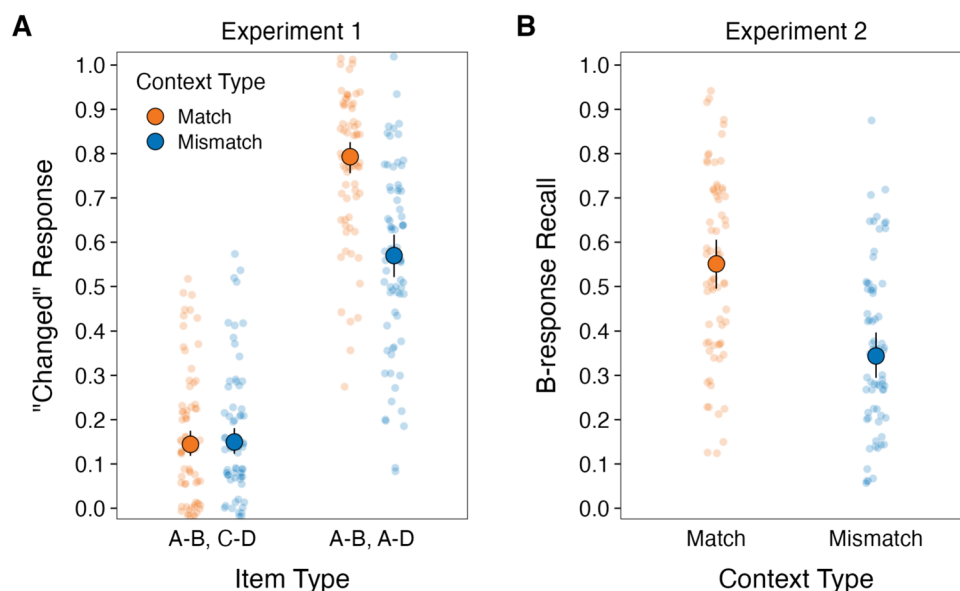 A
Experiment 1
"Changed" Response
1.0
0.9
0.8
0.7
0.6
0.5
0.4
0.3
0.2
0.1
0.0
Context Type
Match
Mismatch
A-B, C-D
A-B, A-D
Item Type
B
Experiment 2
B-response Recall
1.0
0.9
0.8
0.7
0.6
0.5
0.4
0.3
0.2
0.1
0.0
Match
Mismatch
Context Type